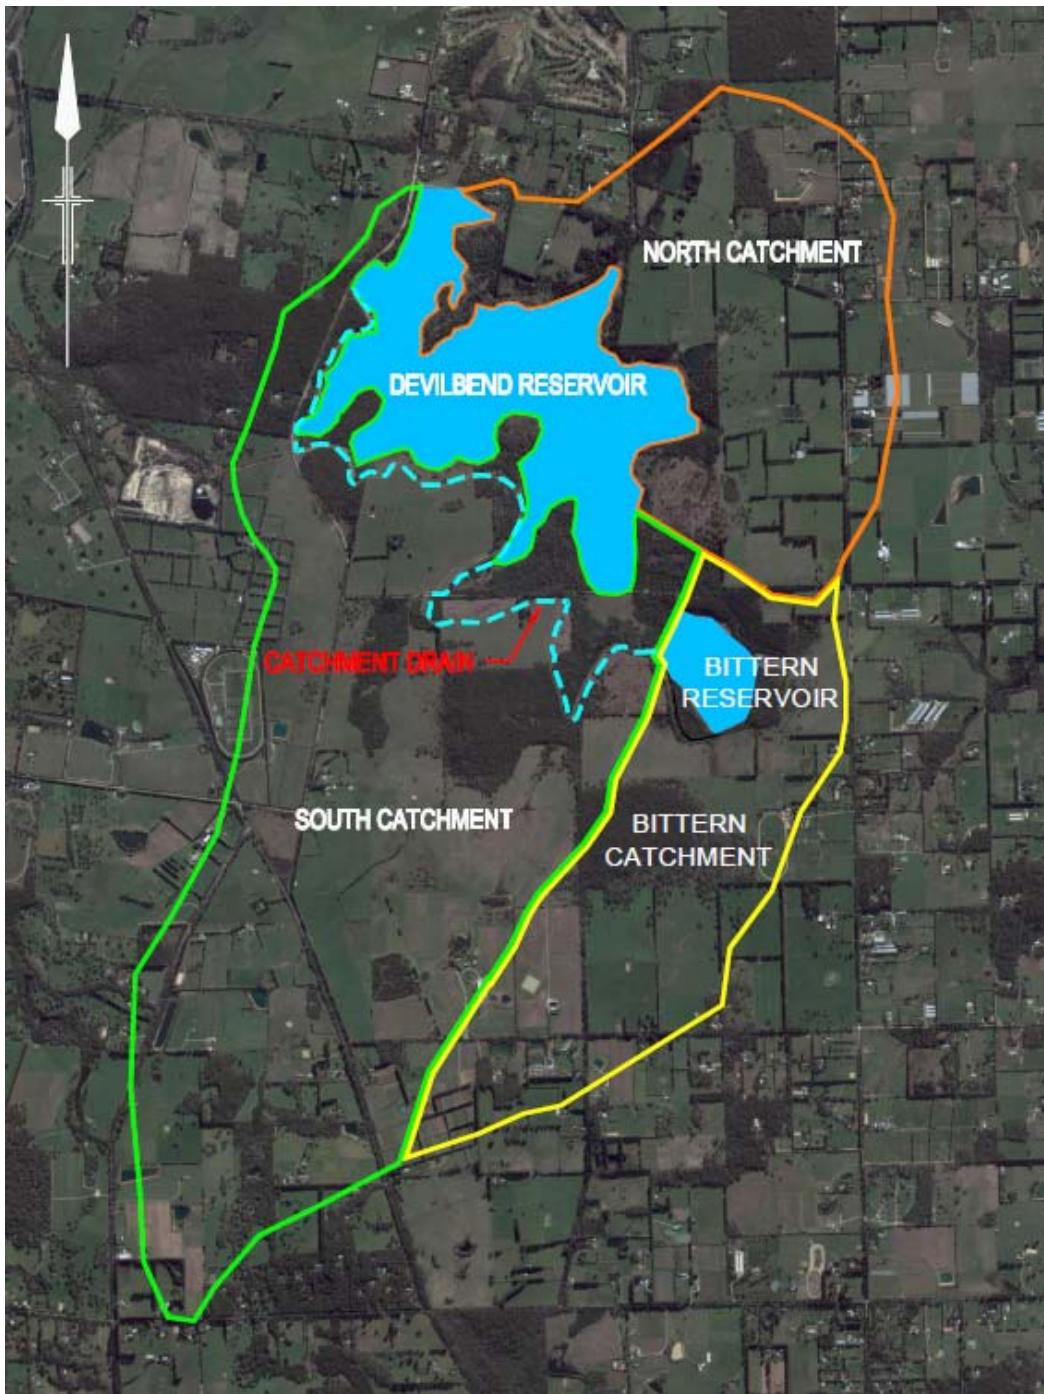 NORTH CATCHMENT
DEVILBEND RESERVOIR
CATCHMENT DRAIN
BITTERN
RESERVOIR
SOUTH CATCHMENT
BITTERN
CATCHMENT